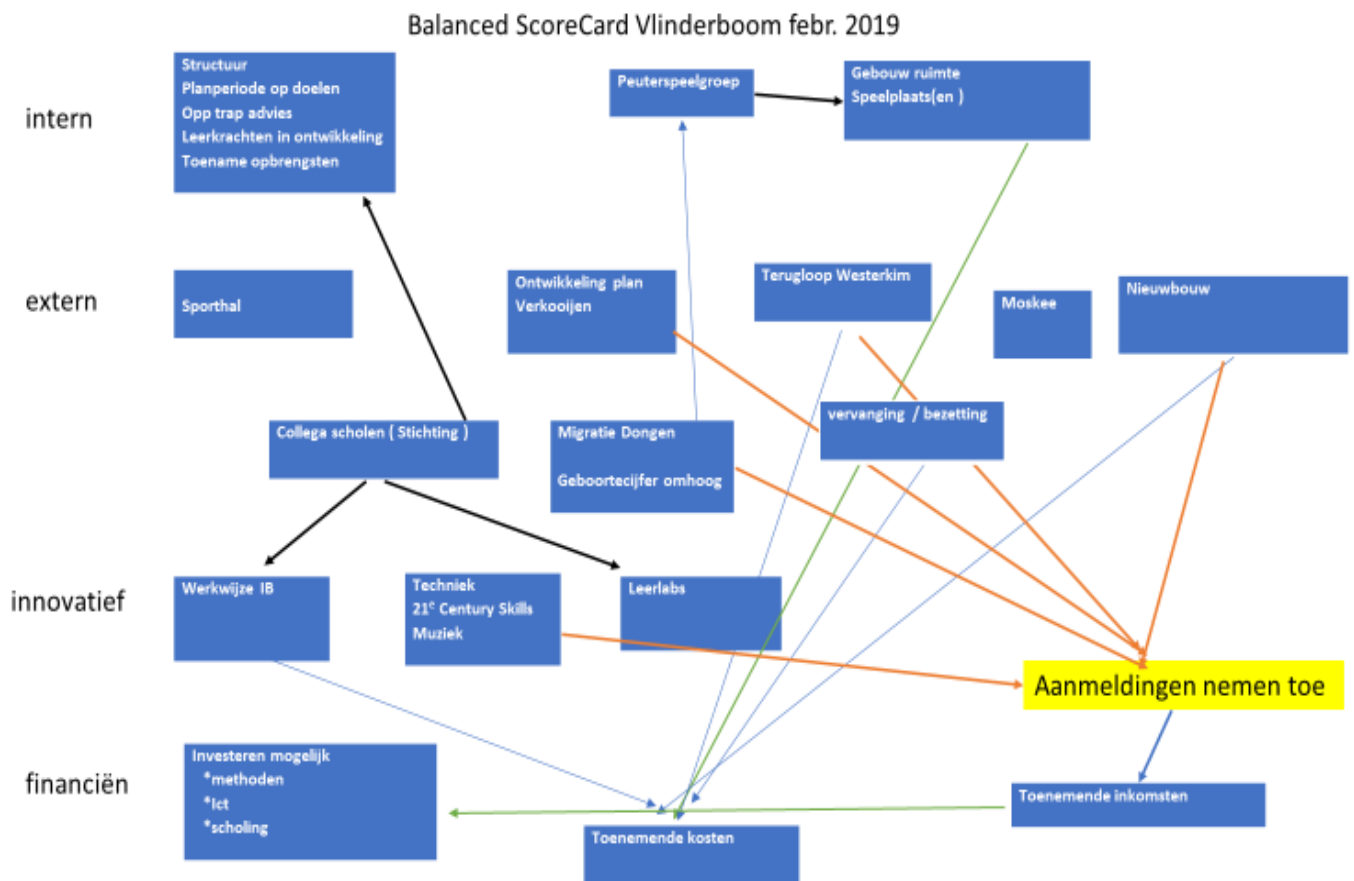 Balanced ScoreCard Vlinderboom febr. 2019
intern
Structuur
Planperiode op doelen
Opp trap advies
Leerkrachten in ontwikkeling
Toename opbrengsten
Peuterspeelgroep
Gebouw ruimte
Speelplaats(en )
extern
Sporthal
Ontwikkeling plan
Verkooijen
Terugloop Westerkim
Moskee
Nieuwbouw
Collega scholen ( Stichting )
Migratie Dongen
Geboortecijfer omhoog
vervanging / bezetting
innovatief
Werkwijze IB
Techniek
21e Century Skills
Muziek
Leerlabs
Aanmeldingen nemen toe
financiën
Investeren mogelijk
*methoden
*Ict
*scholing
Toenemende kosten
Toenemende inkomsten